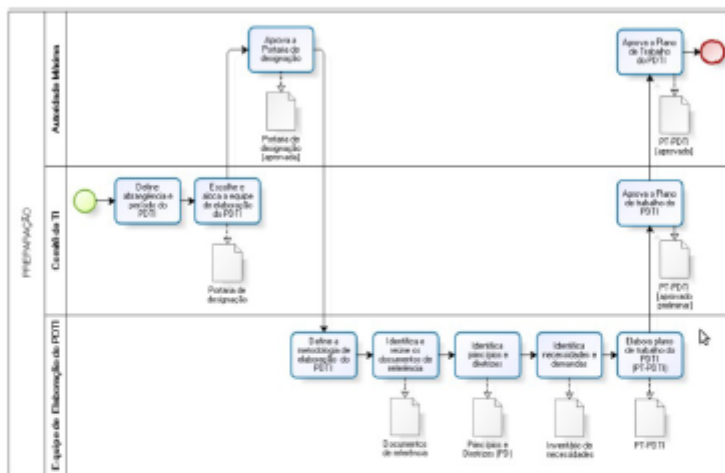 PREPARAÇÃO
Autoridade Máxima
Aprova a
Portaria de
designação
Portaria de
designação
[aprovada]
Aprova o Plano
de Trabalho
do PDTI
PT-PDTI
[aprovado]
Comitê de TI
Define
abrangência e
período do
PDTI
Escolhe e
aloca a equipe
de elaboração
do PDTI
Portaria de
designação
Aprova o Plano
de trabalho do
PDTI
PT-PDTI
[aprovado
preliminar]
Equipe de Elaboração do PDTI
Define a
metodologia de
elaboração do
PDTI
Identifica e
reúne os
documentos de
referência
Documentos
de referência
Identifica
princípios e
diretrizes
Princípios e
Diretrizes (PD)
Identifica
necessidades e
demandas
Inventário de
necessidades
Elabora plano
de trabalho do
PDTI
(PT-PDTI)
PT-PDTI